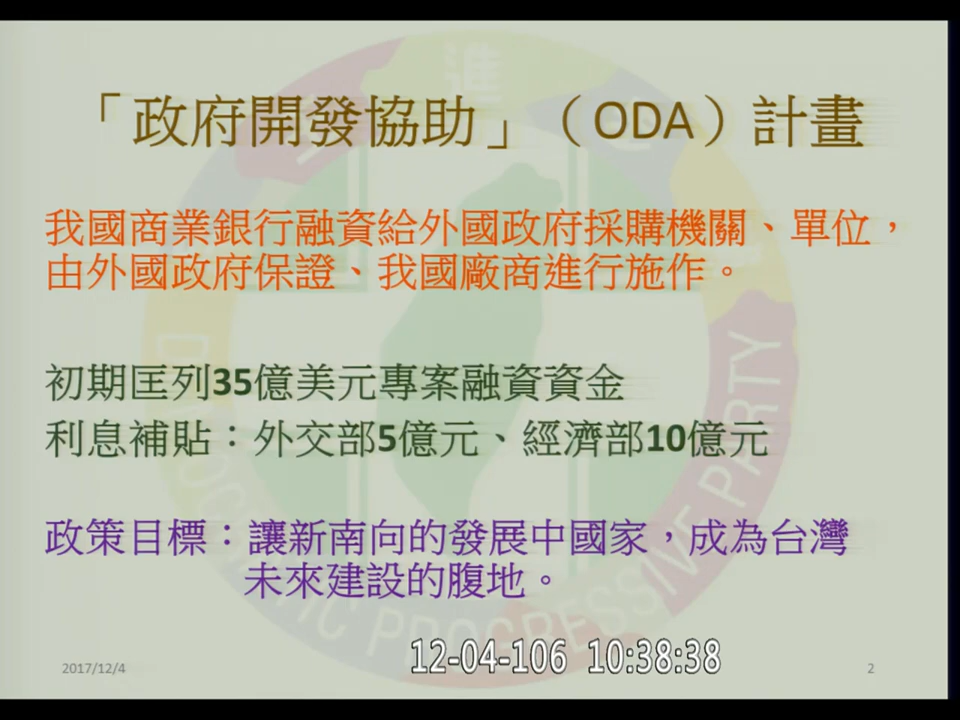 「政府開發協助」（ODA）計畫
我國商業銀行融資給外國政府採購機關、單位，
由外國政府保證、我國廠商進行施作。
初期匡列35億美元專案融資資金
利息補貼：外交部5億元、經濟部10億元
政策目標：讓新南向的發展中國家，成為台灣
未來建設的腹地。
進
DEMOCRATIC PROGRESSIVE PARTY
12-04-106 10:38:38
2017/12/4
2